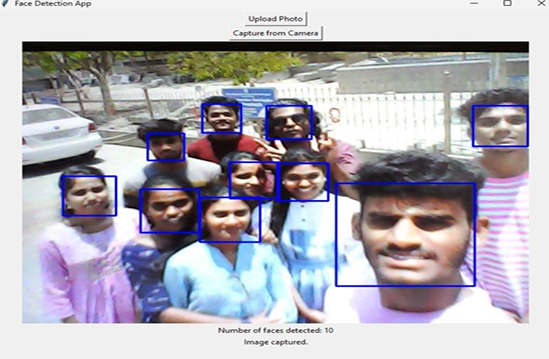 Face Detection App
Upload Photo
Capture from Camera
Number of faces detected: 10
Image captured.